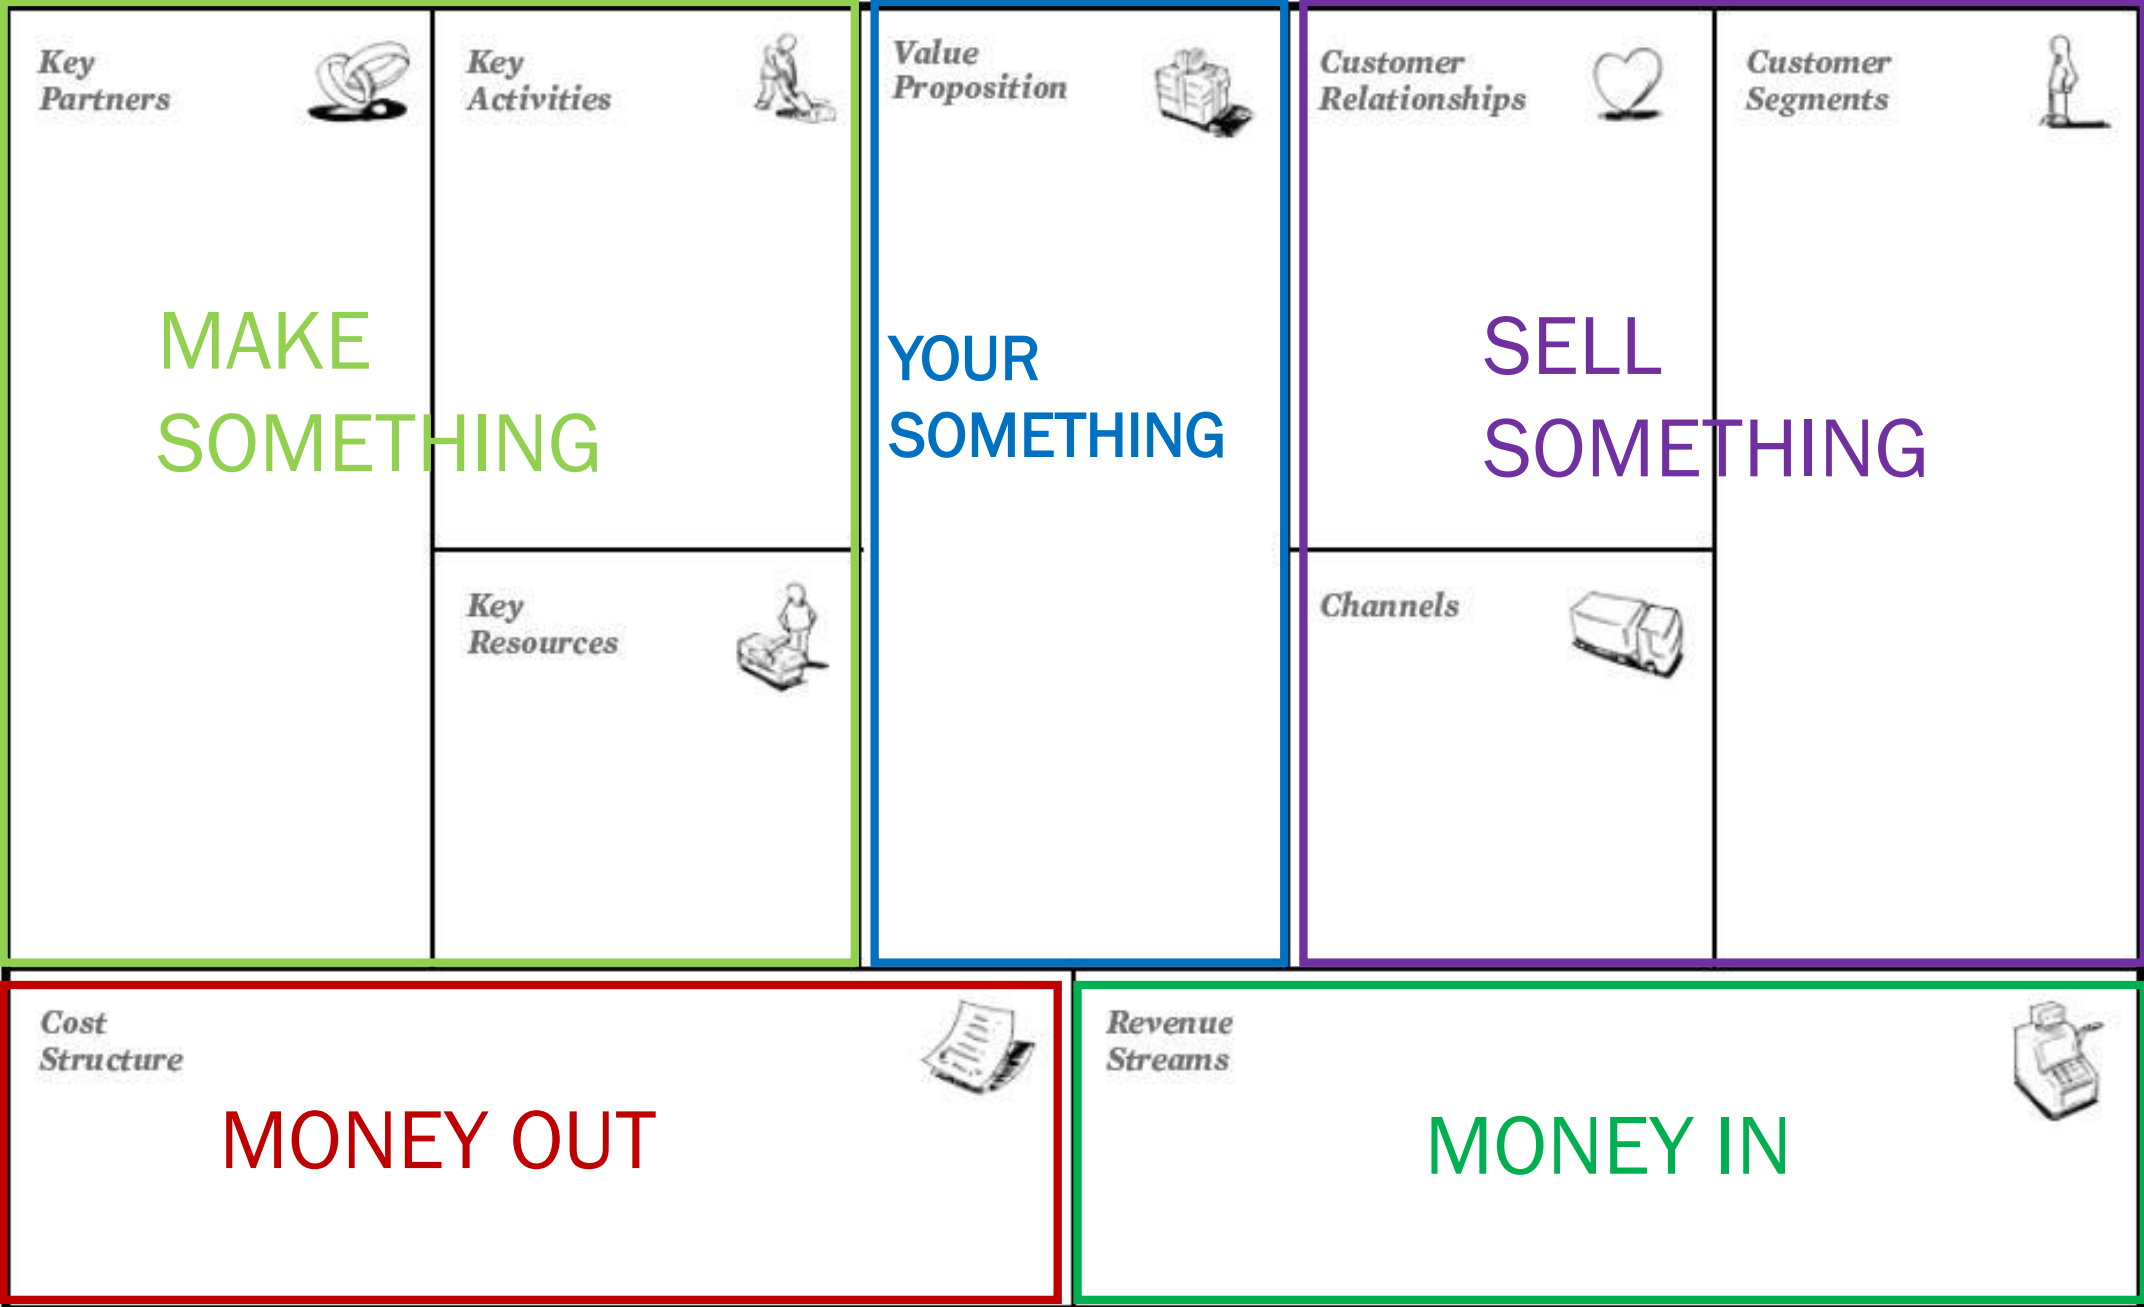 Key
Partners
Key
Activities
Value
Proposition
Customer
Relationships
Customer
Segments
MAKE
SOMETHING
YOUR
SOMETHING
SELL
SOMETHING
Key
Resources
Channels
Cost
Structure
MONEY OUT
Revenue
Streams
MONEY IN